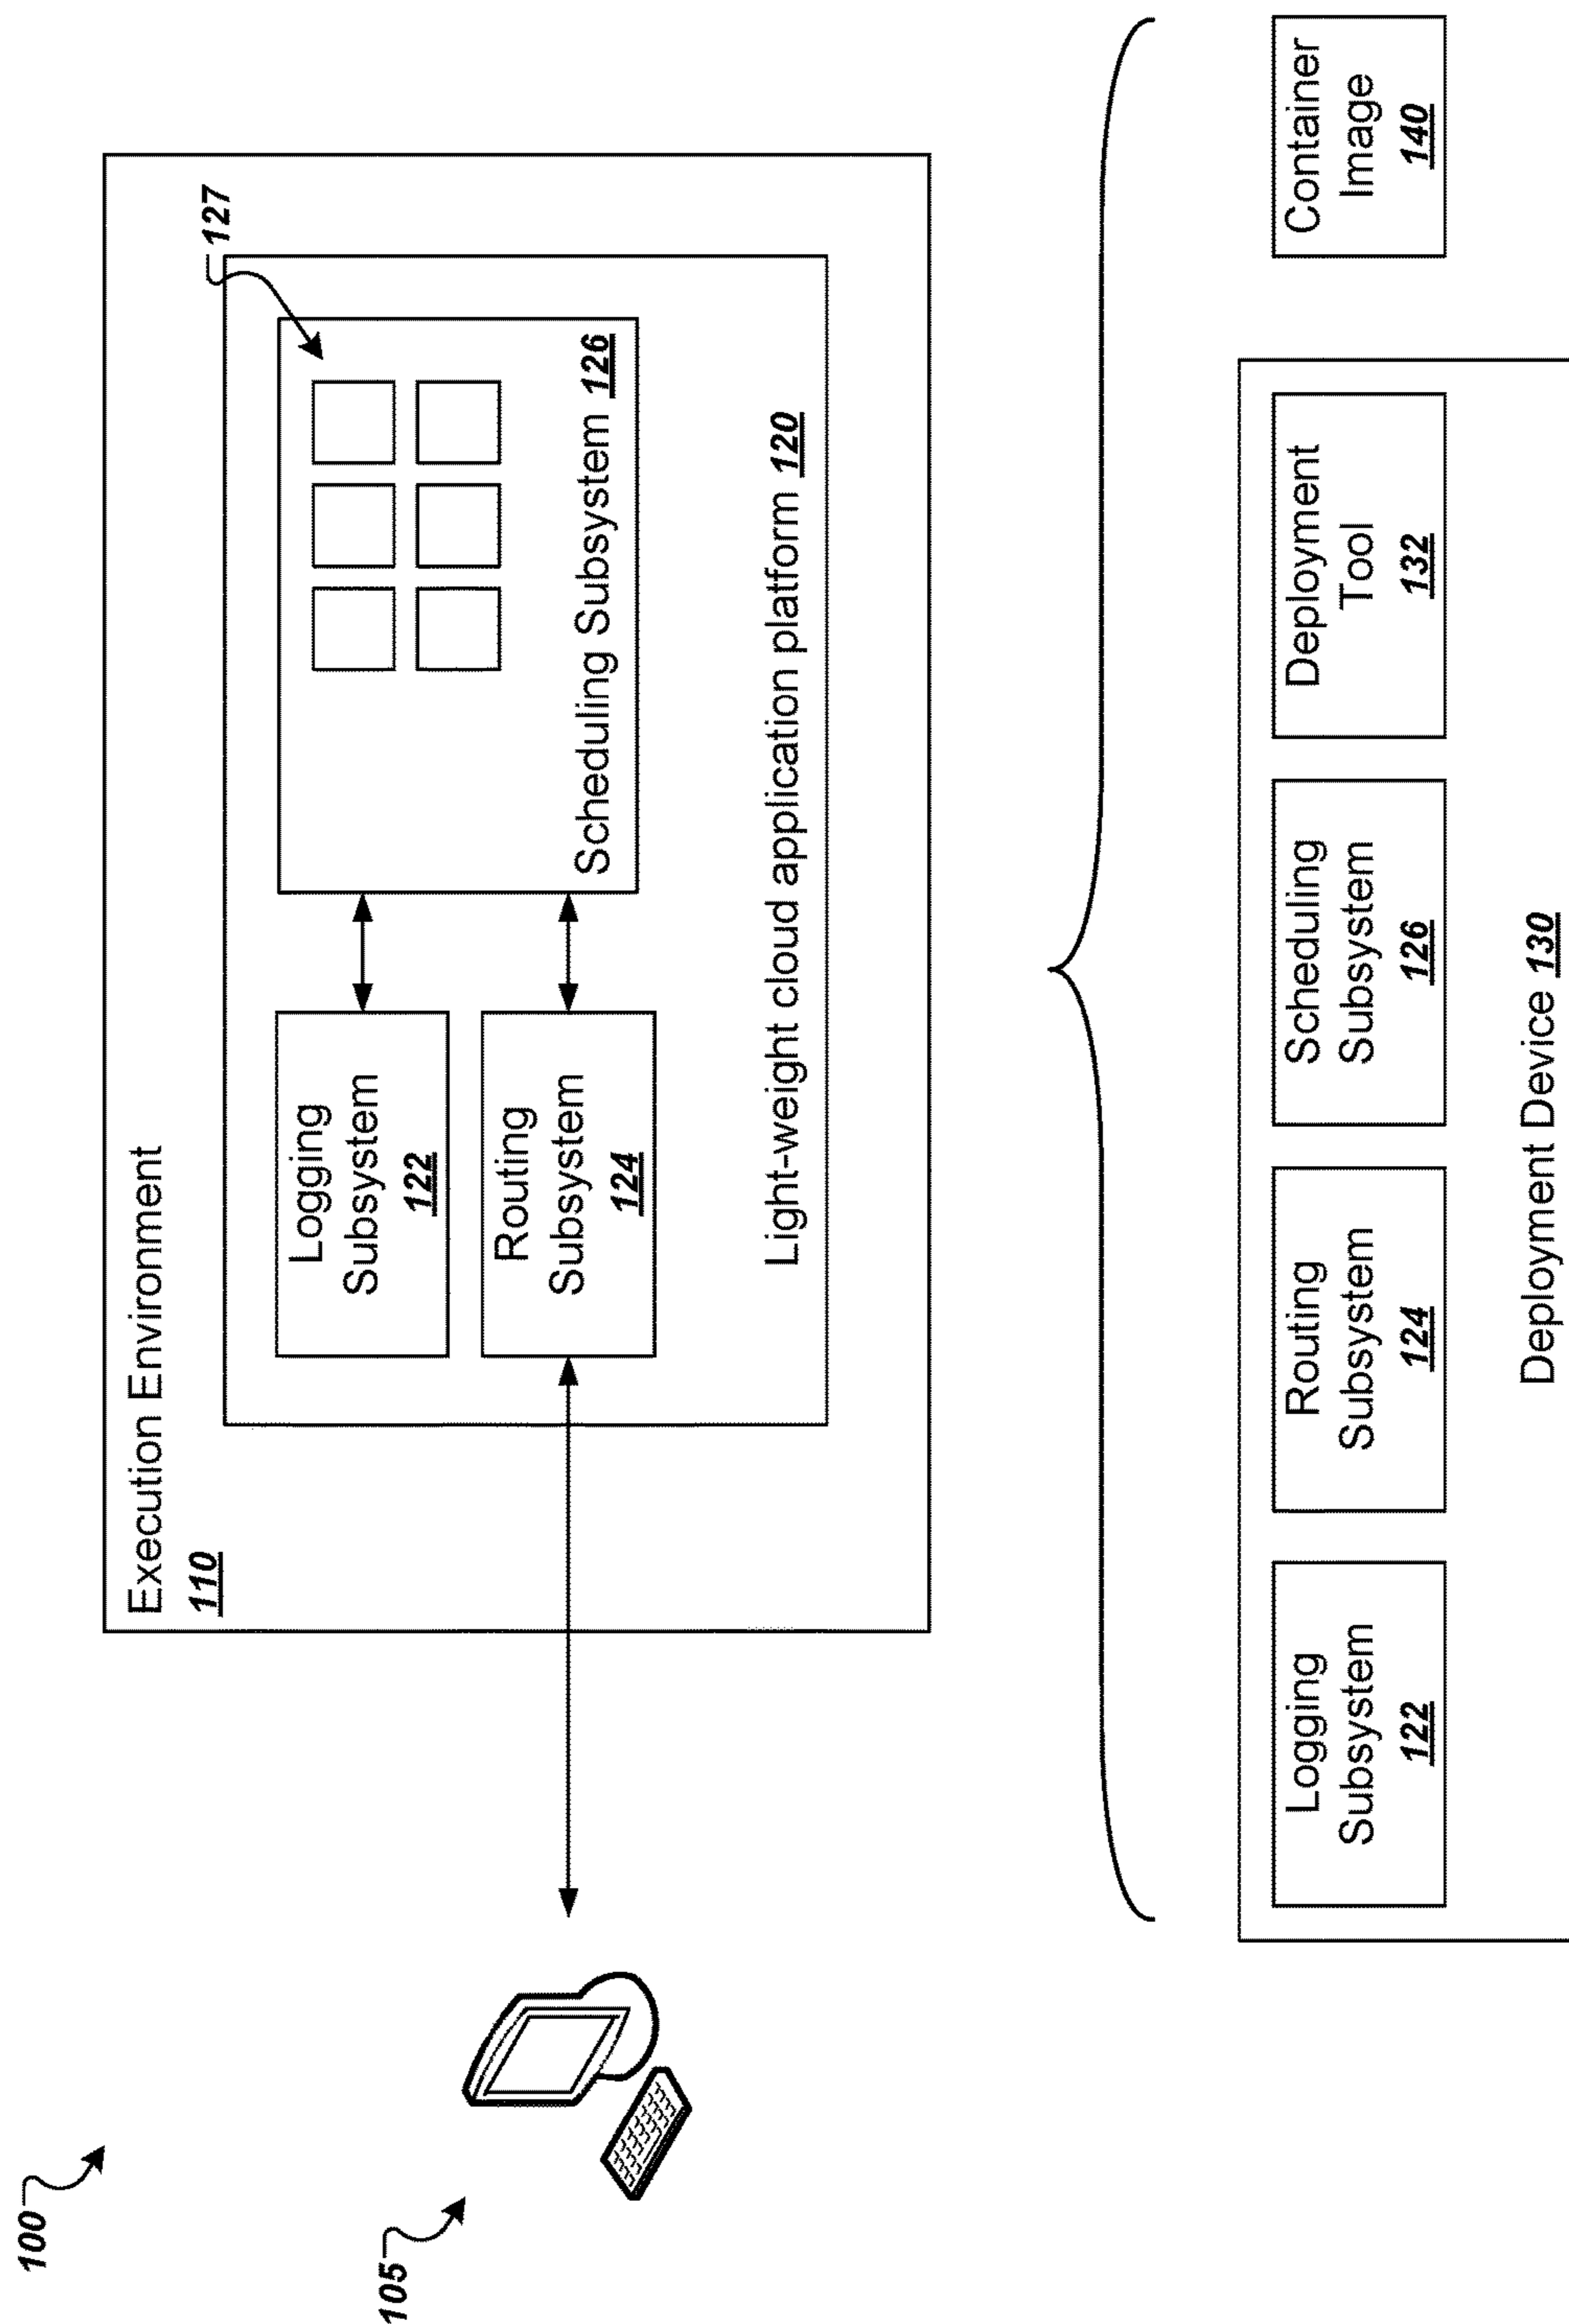 100
105
Execution Environment
110
127
Logging
Subsystem
122
Routing
Subsystem
124
Scheduling Subsystem 126
Light-weight cloud application platform 120
Logging
Subsystem
122
Routing
Subsystem
124
Scheduling
Subsystem
126
Deployment
Tool
132
Container
Image
140
Deployment Device 130